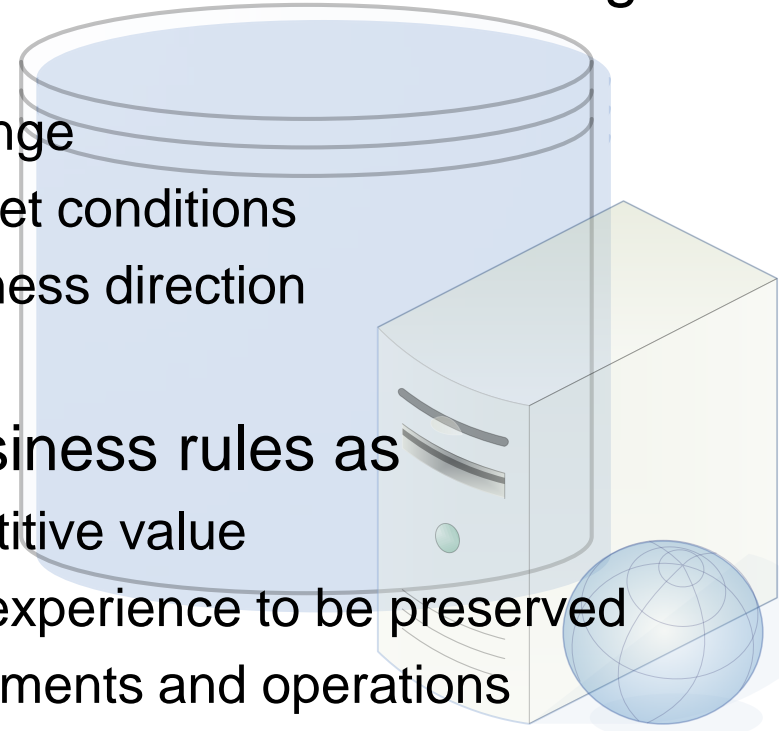 nge
et conditions
ness direction
siness rules as
titive value
experience to be preserved
ments and operations